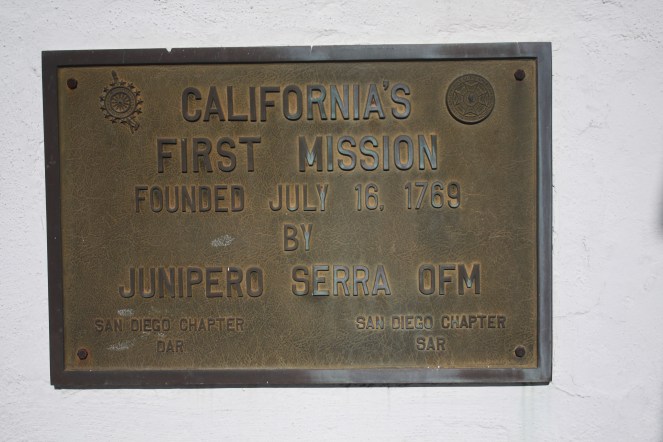 CALIFORNIA'S
FIRST MISSION
FOUNDED JULY 16, 1769
BY
JUNIPERO SERRA OFM
SAN DIEGO CHAPTER
DAR
SAN DIEGO CHAPTER
SAR